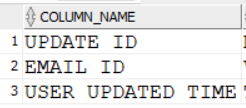 COLUMN_NAME
1 UPDATE ID
2 EMAIL ID
3 USER UPDATED TIME